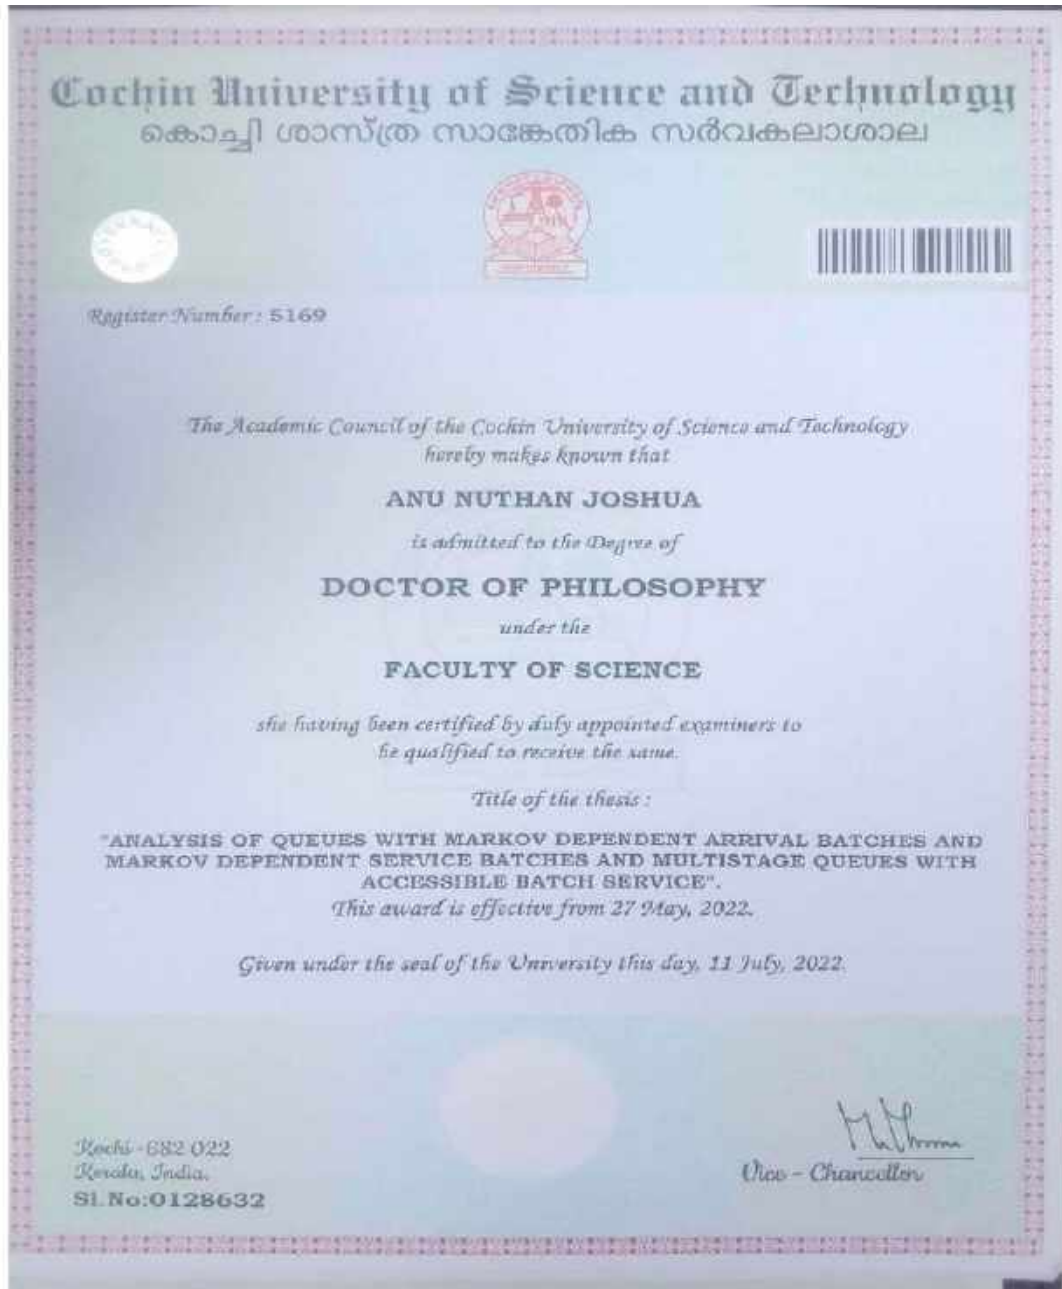 Cochin University of Science and Technology
കൊച്ചി ശാസ്ത്ര സാങ്കേതിക സർവകലാശാല
Register Number : 5169
The Academic Council of the Cochin University of Science and Technology
hereby makes known that
ANU NUTHAN JOSHUA
is admitted to the Degree of
DOCTOR OF PHILOSOPHY
under the
FACULTY OF SCIENCE
she having been certified by duly appointed examiners to
be qualified to receive the same.
Title of the thesis :
"ANALYSIS OF QUEUES WITH MARKOV DEPENDENT ARRIVAL BATCHES AND
MARKOV DEPENDENT SERVICE BATCHES AND MULTISTAGE QUEUES WITH
ACCESSIBLE BATCH SERVICE".
This award is effective from 27 May, 2022.
Given under the seal of the University this day, 11 July, 2022.
Kochi - 682 022
Kerala, India.
Sl.No:0128632
Vice - Chancellor